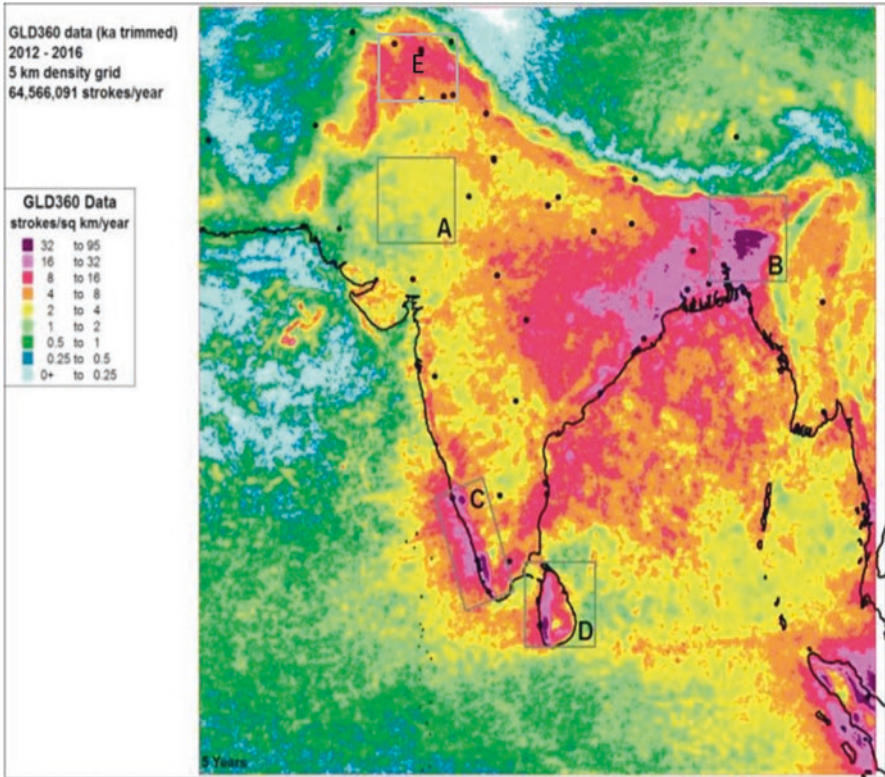 GLD360 data (ka trimmed)
2012 - 2016
5 km density grid
64,566,091 strokes/year
GLD360 Data
strokes/sq km/year
32 to 95
16 to 32
8 to 16
4 to 8
2 to 4
1 to 2
0.5 to 1
0.25 to 0.5
0+ to 0.25
E
A
B
C
D
5 Years